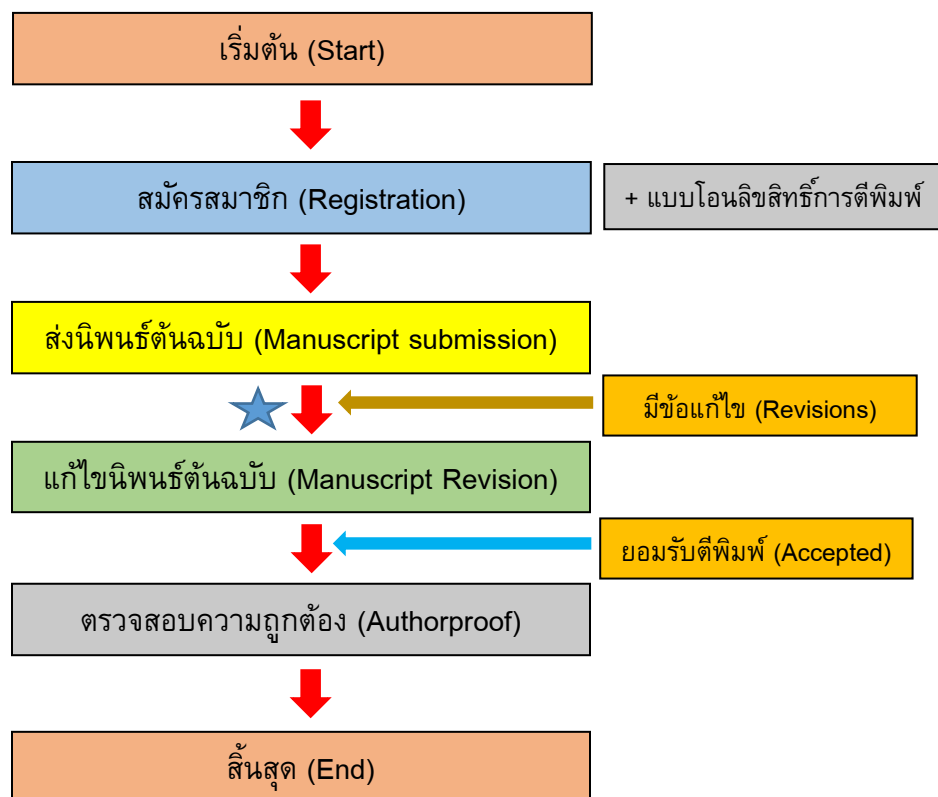 เริ่มต้น (Start)
สมัครสมาชิก (Registration)
+ แบบโอนลิขสิทธิ์การตีพิมพ์
ส่งนิพนธ์ต้นฉบับ (Manuscript submission)
มีข้อแก้ไข (Revisions)
แก้ไขนิพนธ์ต้นฉบับ (Manuscript Revision)
ยอมรับตีพิมพ์ (Accepted)
ตรวจสอบความถูกต้อง (Authorproof)
สิ้นสุด (End)